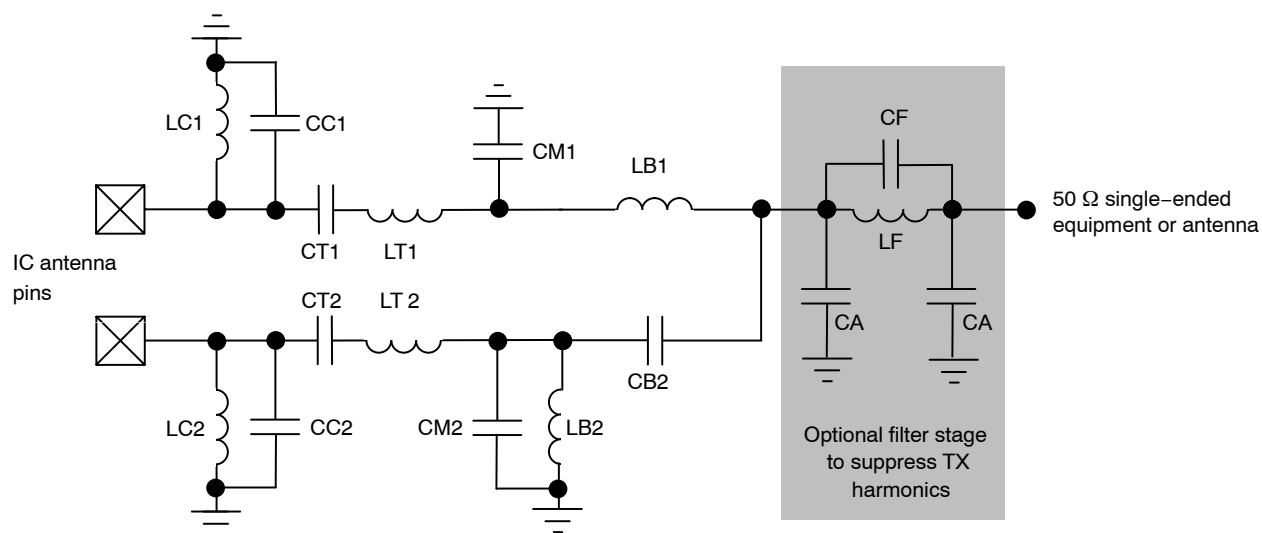 LC1
CC1
CM1
LB1
CF
CT1
LT1
LF
50 Ω single−ended
equipment or antenna
IC antenna
pins
CT2
LT 2
CB2
CA
CA
LC2
CC2
CM2
LB2
Optional filter stage
to suppress TX
harmonics